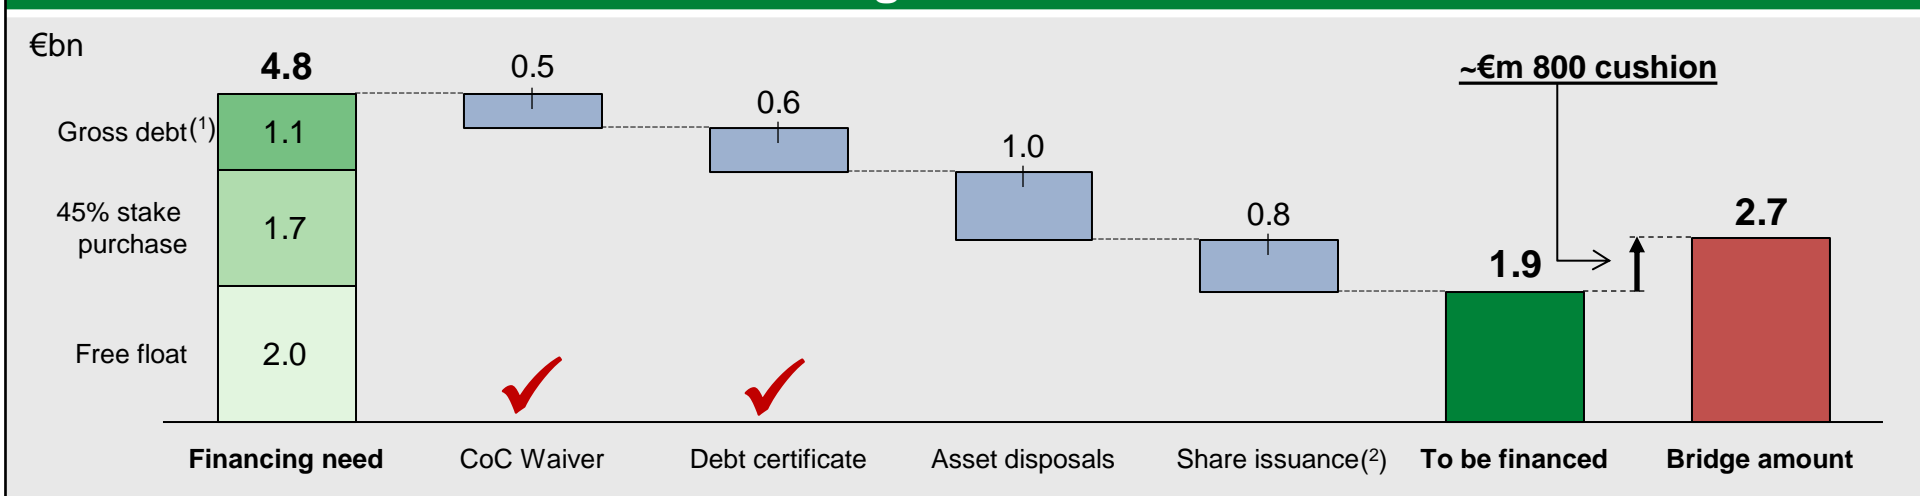 €bn
4.8
0.5
0.6
1.0
0.8
~€m 800 cushion
1.9
2.7
Gross debt(1)
1.1
45% stake
purchase
1.7
Free float
2.0
Financing need
CoC Waiver
Debt certificate
Asset disposals
Share issuance(2)
To be financed
Bridge amount